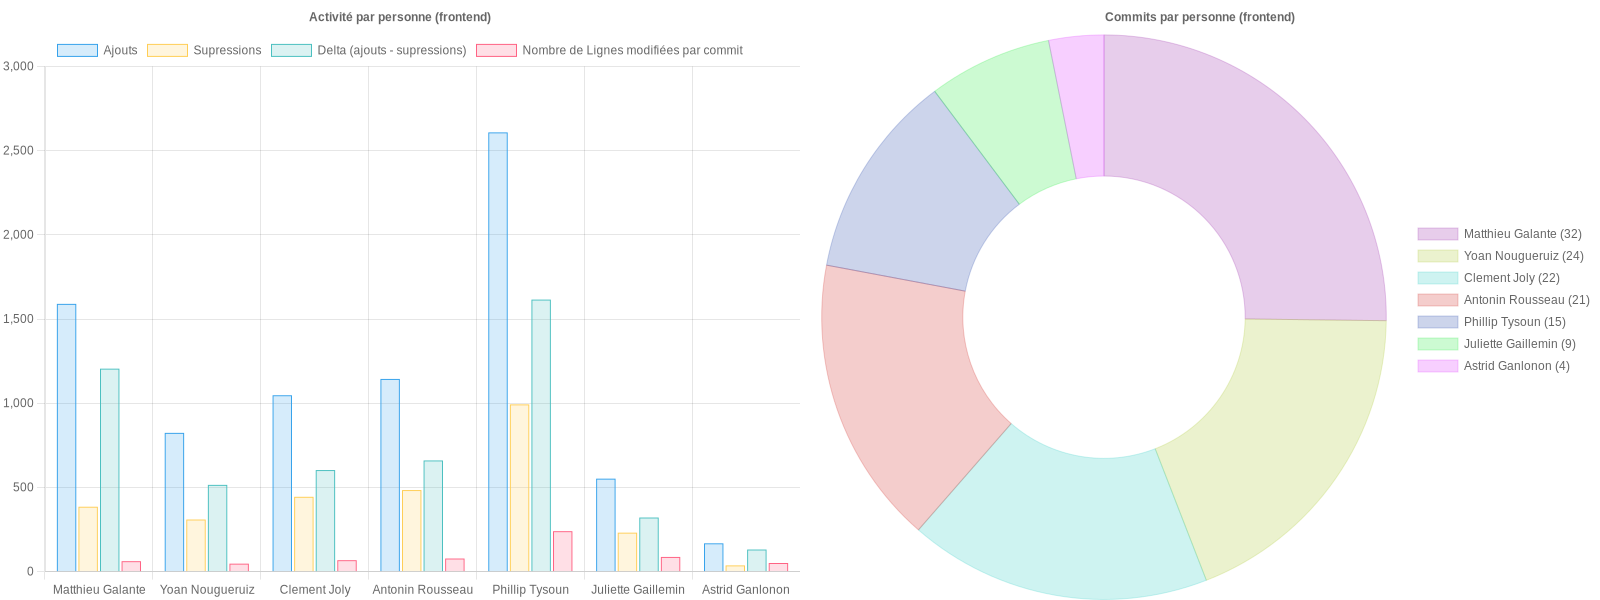 Activité par personne (frontend)
Ajouts
Supressions
Delta (ajouts - supressions)
Nombre de Lignes modifiées par commit
3,000
2,500
2,000
1,500
1,000
500
0
Matthieu Galante
Yoan Nougueruiz
Clement Joly
Antonin Rousseau
Phillip Tysoun
Juliette Gaillemin
Astrid Ganlonon
Commits par personne (frontend)
Matthieu Galante (32)
Yoan Nougueruiz (24)
Clement Joly (22)
Antonin Rousseau (21)
Phillip Tysoun (15)
Juliette Gaillemin (9)
Astrid Ganlonon (4)